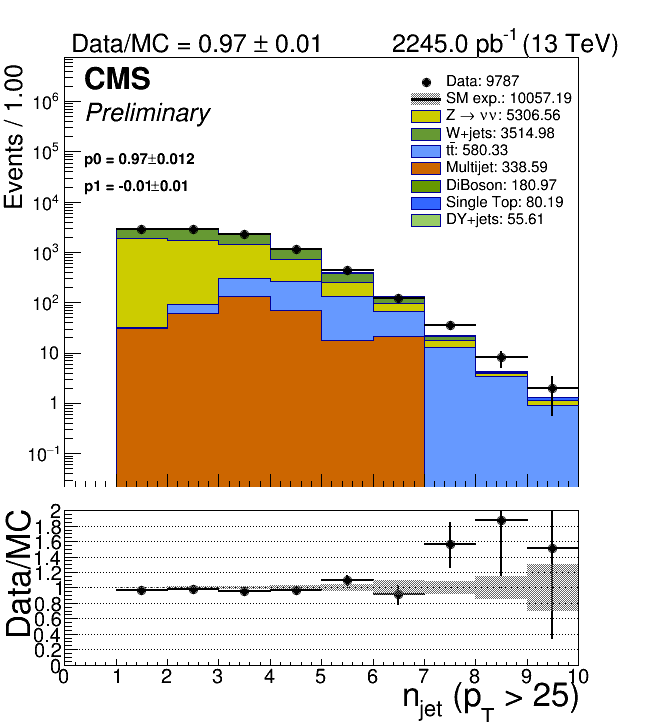 Data/MC = 0.97 ± 0.01
2245.0 pb⁻¹ (13 TeV)
CMS
Preliminary
p0 = 0.97±0.012
p1 = -0.01±0.01
Data: 9787
SM exp.: 10057.19
Z → νν: 5306.56
W+jets: 3514.98
tt̄: 580.33
Multijet: 338.59
DiBoson: 180.97
Single Top: 80.19
DY+jets: 55.61
Events / 1.00
10⁶
10⁵
10⁴
10³
10²
10
1
10⁻¹
Data/MC
2
1.8
1.6
1.4
1.2
1
0.8
0.6
0.4
0.2
0
0 1 2 3 4 5 6 7 8 9 10
n_jet (p_T > 25)